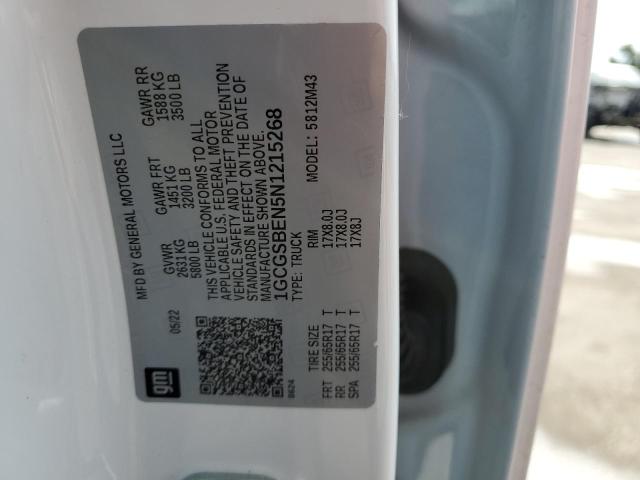 gm
MFD BY GENERAL MOTORS LLC
05/22
GVWR
2631 KG
5800 LB
GAWR FRT
1451 KG
3200 LB
GAWR RR
1588 KG
3500 LB
THIS VEHICLE CONFORMS TO ALL
APPLICABLE U.S. FEDERAL MOTOR
VEHICLE SAFETY AND THEFT PREVENTION
STANDARDS IN EFFECT ON THE DATE OF
MANUFACTURE SHOWN ABOVE.
1GCGSBEN5N1215268
TYPE: TRUCK
MODEL: 5812M43
8624
TIRE SIZE RIM
FRT 255/65R17 T 17X8.0J
RR 255/65R17 T 17X8.0J
SPA 255/65R17 T 17X8J